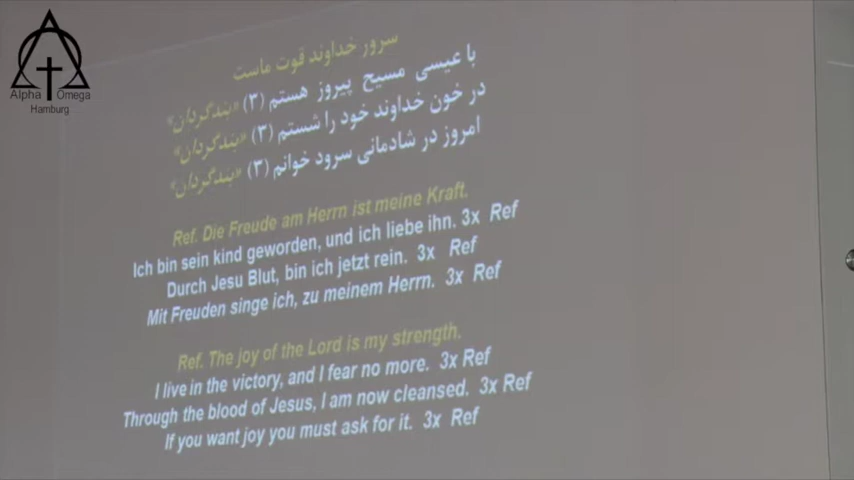 Alpha Omega
Hamburg
سرور خداوند قوت ماست
با عیسی مسیح پیروز هستم (۳) «بندگردان»
در خون خداوند خود را شستم (۳) «بندگردان»
امروز در شادمانی سرود خوانم (۳) «بندگردان»
Ref. Die Freude am Herrn ist meine Kraft.
Ich bin sein kind geworden, und ich liebe ihn. 3x Ref
Durch Jesu Blut, bin ich jetzt rein. 3x Ref
Mit Freuden singe ich, zu meinem Herrn. 3x Ref
Ref. The joy of the Lord is my strength.
I live in the victory, and I fear no more. 3x Ref
Through the blood of Jesus, I am now cleansed. 3x Ref
If you want joy you must ask for it. 3x Ref